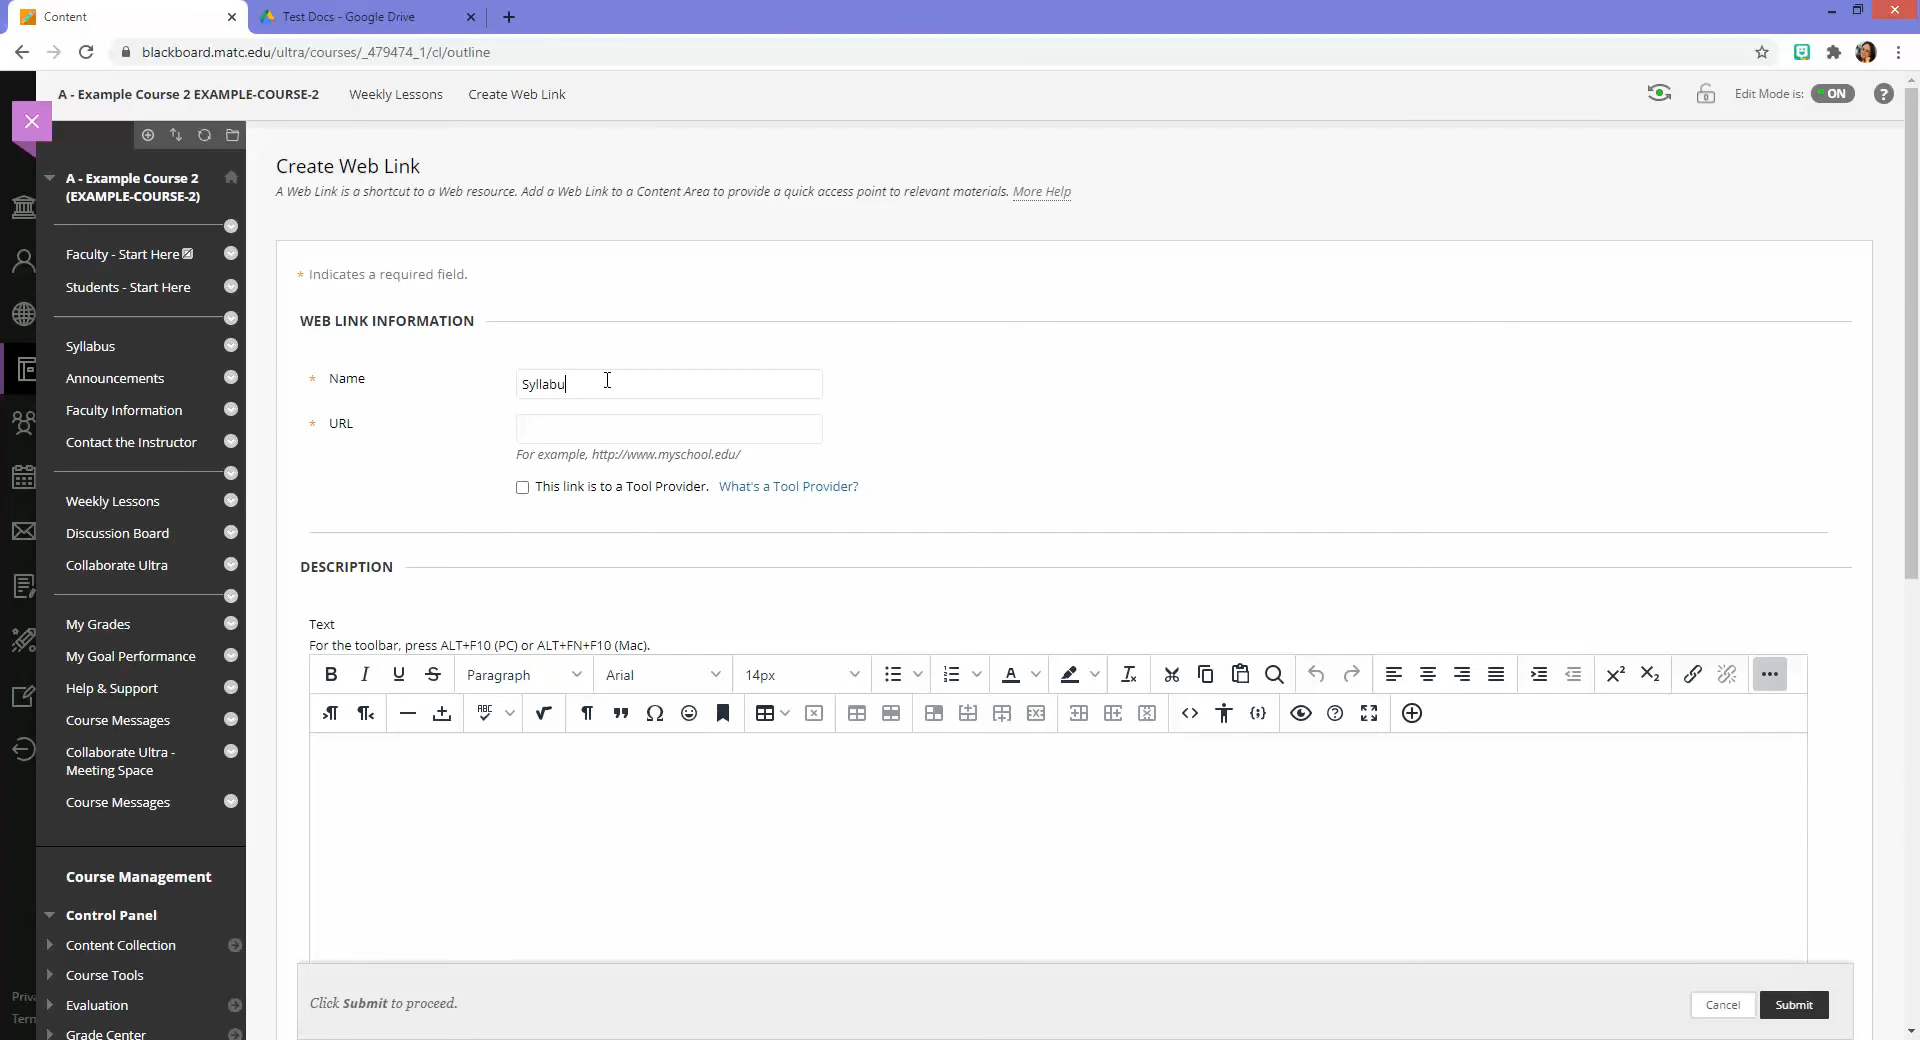 Content
Test Docs - Google Drive
blackboard.matc.edu/ultra/courses/_479474_1/cl/outline
A - Example Course 2 EXAMPLE-COURSE-2 Weekly Lessons Create Web Link
Edit Mode is: ON ?
A - Example Course 2
(EXAMPLE-COURSE-2)
Faculty - Start Here
Students - Start Here
Syllabus
Announcements
Faculty Information
Contact the Instructor
Weekly Lessons
Discussion Board
Collaborate Ultra
My Grades
My Goal Performance
Help & Support
Course Messages
Collaborate Ultra -
Meeting Space
Course Messages
Course Management
Control Panel
Content Collection
Course Tools
Evaluation
Grade Center
Priva
Term
Create Web Link
A Web Link is a shortcut to a Web resource. Add a Web Link to a Content Area to provide a quick access point to relevant materials. More Help
* Indicates a required field.
WEB LINK INFORMATION
* Name Syllabu
* URL
For example, http://www.myschool.edu/
This link is to a Tool Provider. What's a Tool Provider?
DESCRIPTION
Text
For the toolbar, press ALT+F10 (PC) or ALT+FN+F10 (Mac).
B I U S Paragraph Arial 14px
Click Submit to proceed.
Cancel Submit